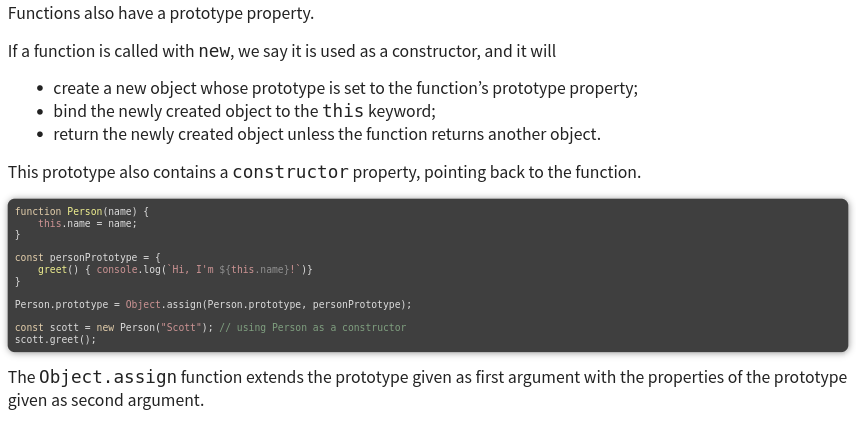 Functions also have a prototype property.
If a function is called with new, we say it is used as a constructor, and it will
• create a new object whose prototype is set to the function’s prototype property;
• bind the newly created object to the this keyword;
• return the newly created object unless the function returns another object.
This prototype also contains a constructor property, pointing back to the function.
function Person(name) {
    this.name = name;
}
const personPrototype = {
    greet() { console.log(`Hi, I'm ${this.name}!`)}
}
Person.prototype = Object.assign(Person.prototype, personPrototype);
const scott = new Person("Scott"); // using Person as a constructor
scott.greet();
The Object.assign function extends the prototype given as first argument with the properties of the prototype
given as second argument.